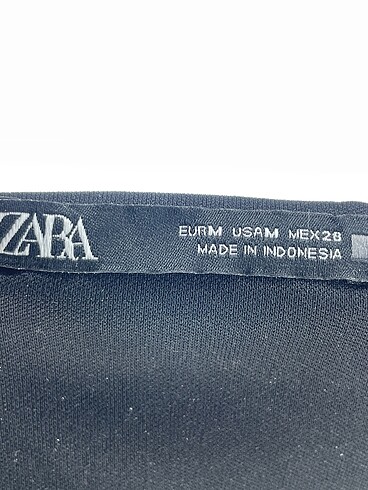 ZARA
EUR M USA M MEX 28
MADE IN INDONESIA